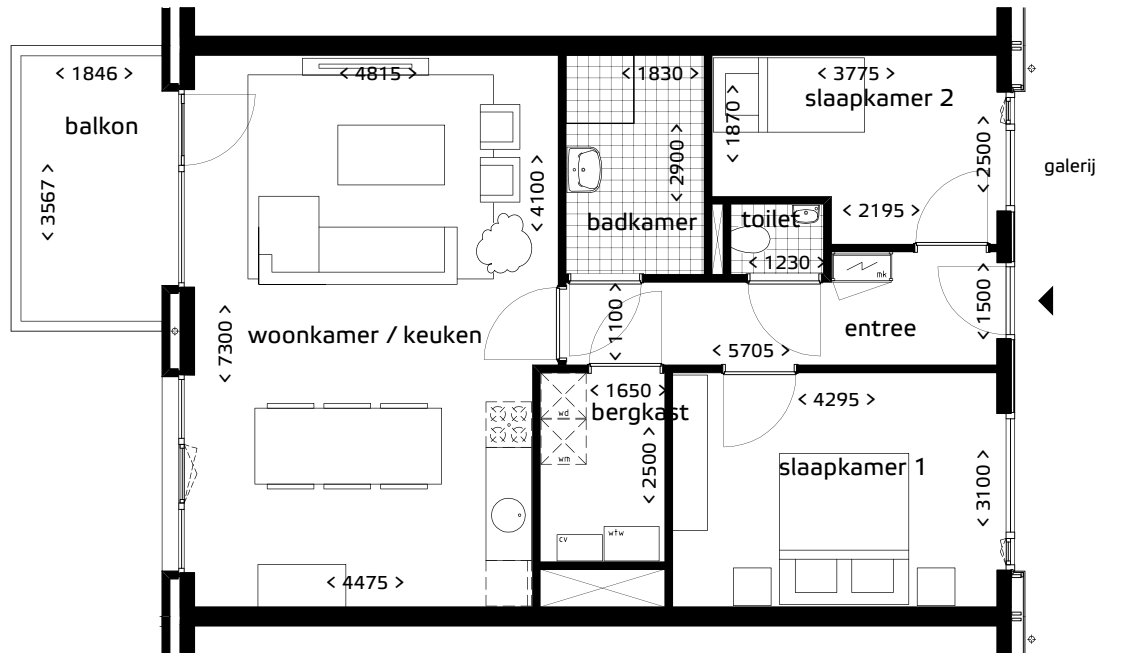 < 1846 >
< 4815 >
< 1830 >
< 3775 >
slaapkamer 2
balkon
< 1870 >
< 2500 >
< 2900 >
galerij
< 3567 >
< 4100 >
< 2195 >
badkamer
toilet
< 1230 >
mk
< 1500 >
< 1100 >
entree
woonkamer / keuken
< 7300 >
< 5705 >
< 1650 >
< 4295 >
bergkast
wd
wm
< 2500 >
slaapkamer 1
< 3100 >
cv
wtw
< 4475 >